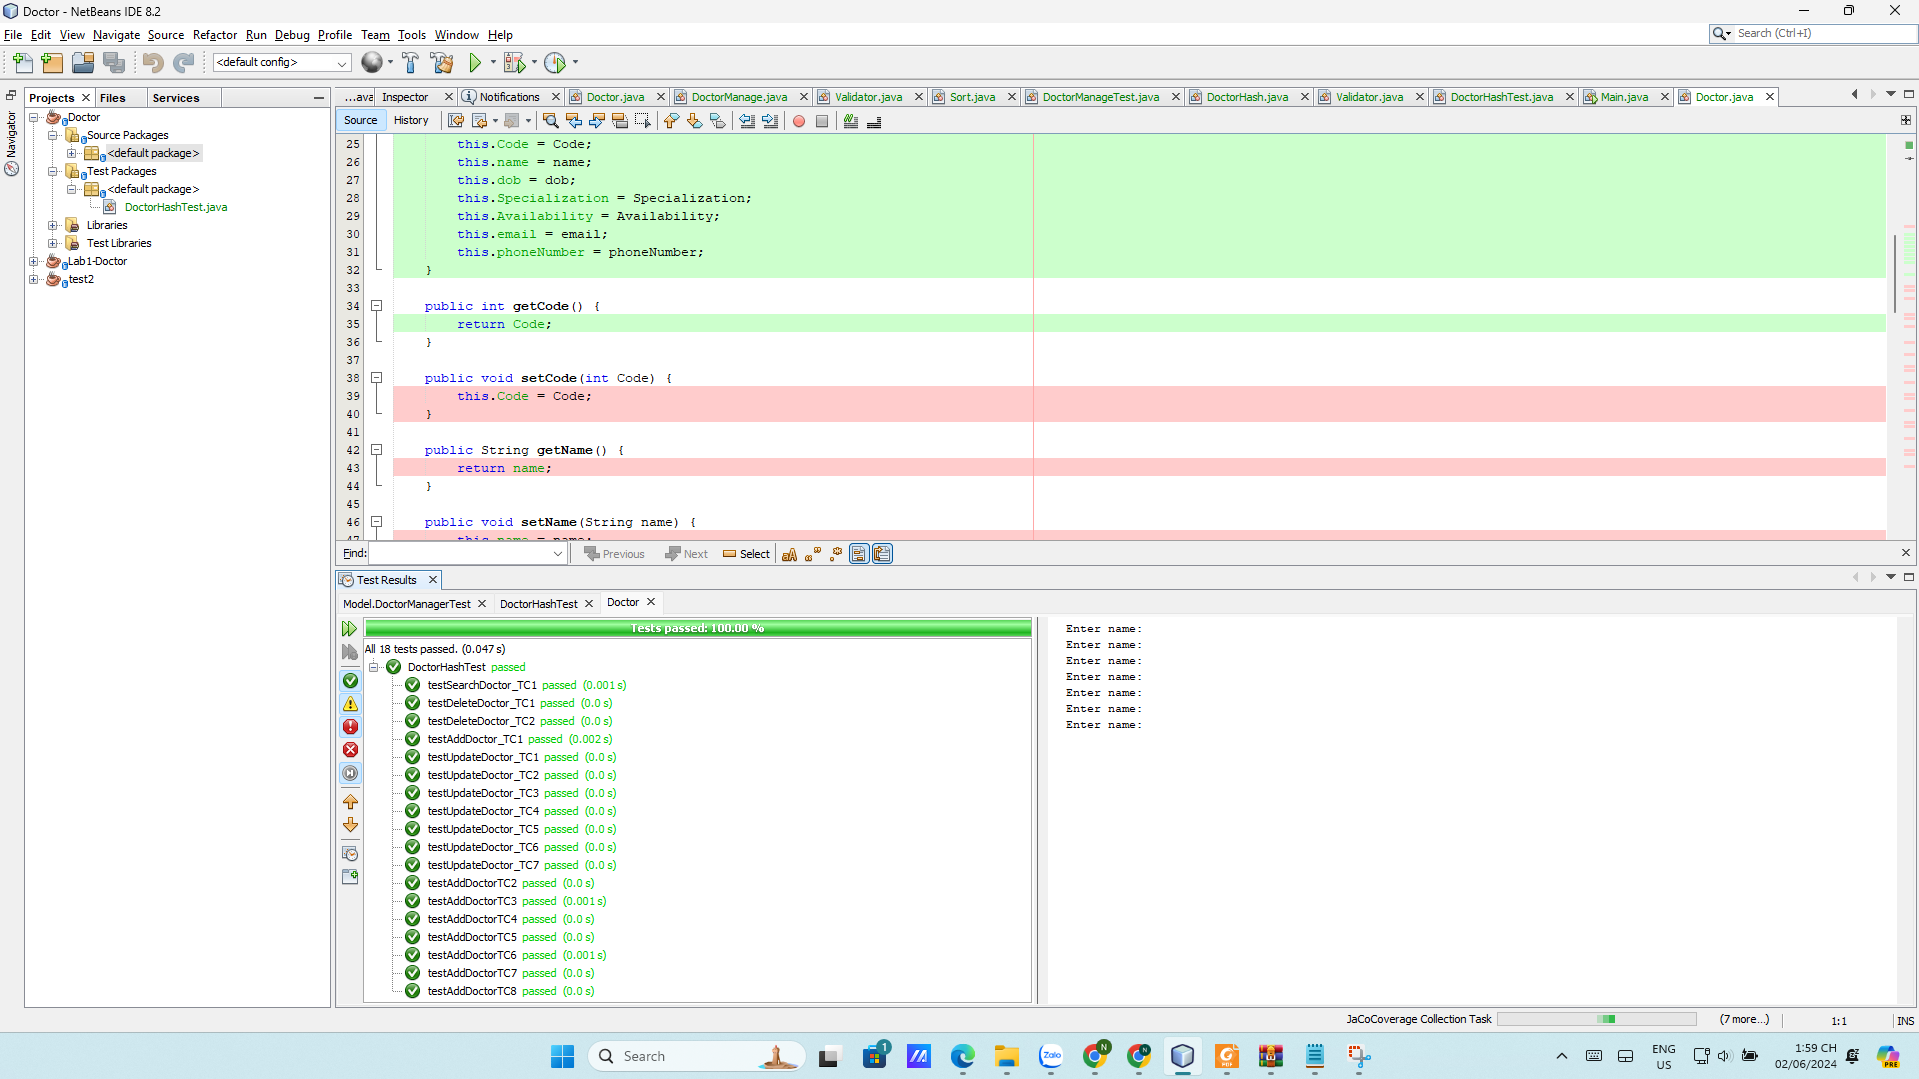 Doctor - NetBeans IDE 8.2
File Edit View Navigate Source Refactor Run Debug Profile Team Tools Window Help
Search (Ctrl+I)
<default config>
Projects Files Services
...ava Inspector Notifications Doctor.java DoctorManage.java Validator.java Sort.java DoctorManageTest.java DoctorHash.java Validator.java DoctorHashTest.java Main.java Doctor.java
Navigator
Doctor
Source Packages
<default package>
Test Packages
<default package>
DoctorHashTest.java
Libraries
Test Libraries
Lab1-Doctor
test2
Source History
25 this.Code = Code;
26 this.name = name;
27 this.dob = dob;
28 this.Specialization = Specialization;
29 this.Availability = Availability;
30 this.email = email;
31 this.phoneNumber = phoneNumber;
32 }
33
34 public int getCode() {
35 return Code;
36 }
37
38 public void setCode(int Code) {
39 this.Code = Code;
40 }
41
42 public String getName() {
43 return name;
44 }
45
46 public void setName(String name) {
47 this.name = name;
Find: Previous Next Select
Test Results
Model.DoctorManagerTest DoctorHashTest Doctor
Tests passed: 100.00 %
All 18 tests passed. (0.047 s)
DoctorHashTest passed
testSearchDoctor_TC1 passed (0.001 s)
testDeleteDoctor_TC1 passed (0.0 s)
testDeleteDoctor_TC2 passed (0.0 s)
testAddDoctor_TC1 passed (0.002 s)
testUpdateDoctor_TC1 passed (0.0 s)
testUpdateDoctor_TC2 passed (0.0 s)
testUpdateDoctor_TC3 passed (0.0 s)
testUpdateDoctor_TC4 passed (0.0 s)
testUpdateDoctor_TC5 passed (0.0 s)
testUpdateDoctor_TC6 passed (0.0 s)
testUpdateDoctor_TC7 passed (0.0 s)
testAddDoctorTC2 passed (0.0 s)
testAddDoctorTC3 passed (0.001 s)
testAddDoctorTC4 passed (0.0 s)
testAddDoctorTC5 passed (0.0 s)
testAddDoctorTC6 passed (0.001 s)
testAddDoctorTC7 passed (0.0 s)
testAddDoctorTC8 passed (0.0 s)
Enter name:
Enter name:
Enter name:
Enter name:
Enter name:
Enter name:
Enter name:
JaCoCoverage Collection Task (7 more...) 1:1 INS
Search
1
Zalo
N
N
PDF
ENG
US
1:59 CH
02/06/2024
PRE